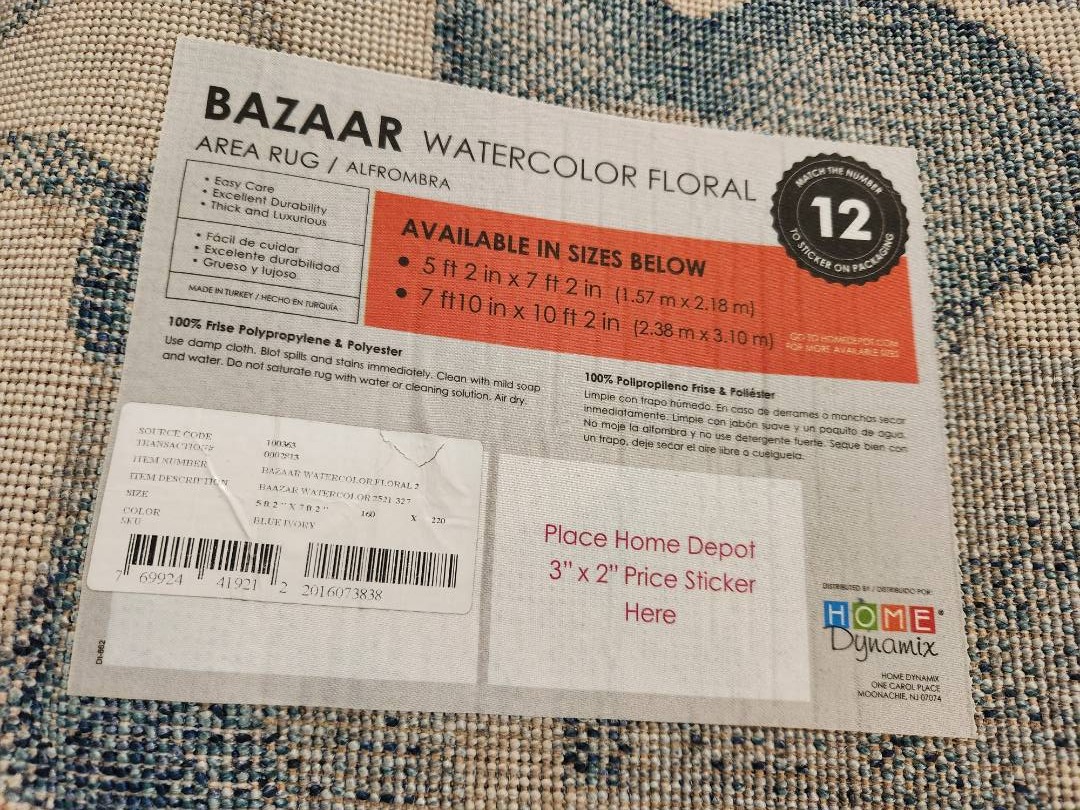 BAZAAR WATERCOLOR FLORAL
AREA RUG / ALFROMBRA
MATCH THE NUMBER
12
TO STICKER ON PACKAGING
• Easy Care
• Excellent Durability
• Thick and Luxurious
• Fácil de cuidar
• Excelente durabilidad
• Grueso y lujoso
MADE IN TURKEY / HECHO EN TURQUÍA
AVAILABLE IN SIZES BELOW
• 5 ft 2 in x 7 ft 2 in (1.57 m x 2.18 m)
• 7 ft10 in x 10 ft 2 in (2.38 m x 3.10 m)
GO TO HOMEDEPOT.COM
FOR MORE AVAILABLE SIZES
100% Frise Polypropylene & Polyester
Use damp cloth. Blot spills and stains immediately. Clean with mild soap
and water. Do not saturate rug with water or cleaning solution. Air dry.
100% Polipropileno Frise & Poliéster
Limpie con trapo húmedo. En caso de derrames o manchas secar
inmediatamente. Limpie con jabón suave y un poquito de agua.
No moje la alfombra y no use detergente fuerte. Seque bien con
un trapo, deje secar el aire libre o cuelguela.
SOURCE CODE 100363
TRANSACTION# 0002813
ITEM NUMBER BAZAAR WATERCOLOR FLORAL 2
ITEM DESCRIPTION BAAZAR WATERCOLOR 2521 327
SIZE 5 ft 2 " X 7 ft 2 " 160 X 220
COLOR BLUE IVORY
SKU
7 69924 41921 2 2016073838
Place Home Depot
3" x 2" Price Sticker
Here
DI-862
DISTRIBUTED BY / DISTRIBUIDO POR:
HOME®
Dynamix
HOME DYNAMIX
ONE CAROL PLACE
MOONACHIE, NJ 07074